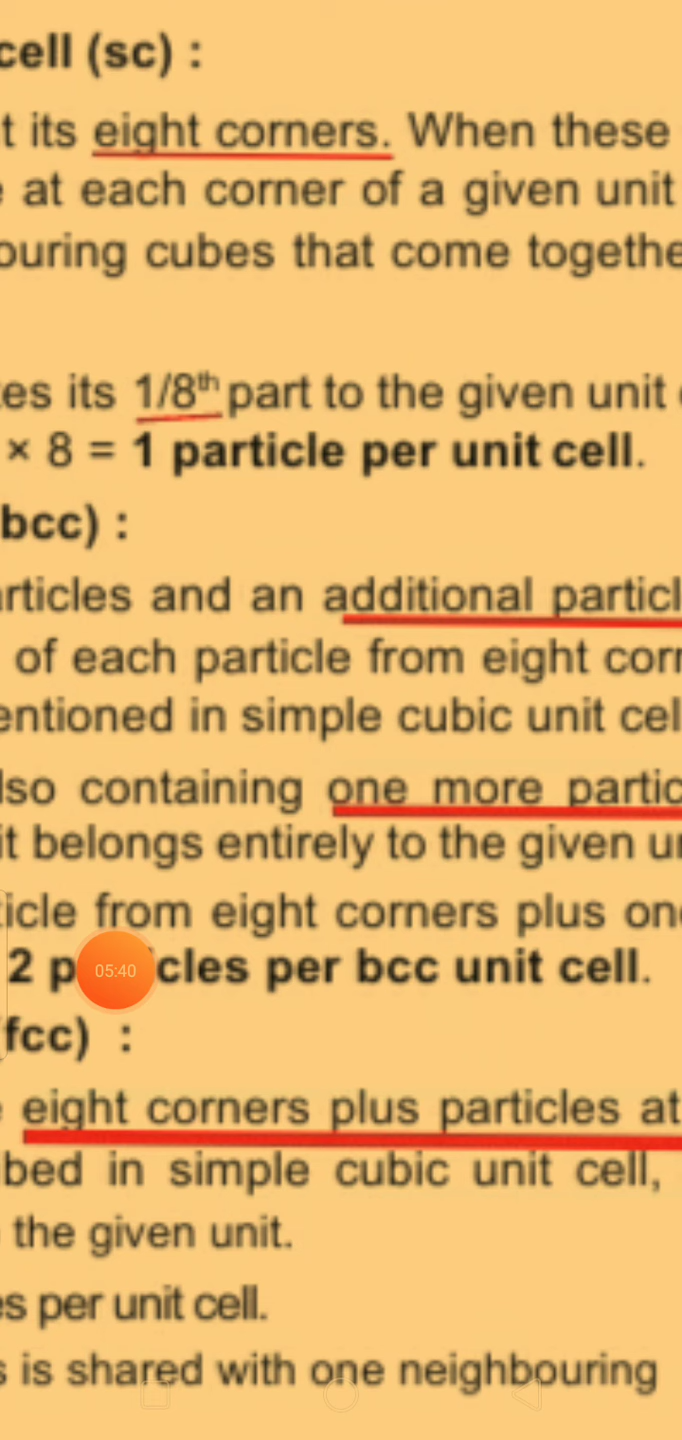 cell (sc) :
t its eight corners. When these
at each corner of a given unit
ouring cubes that come togethe
es its 1/8th part to the given unit
× 8 = 1 particle per unit cell.
bcc) :
articles and an additional particl
of each particle from eight corn
entioned in simple cubic unit cel
lso containing one more partic
it belongs entirely to the given u
icle from eight corners plus on
2 p cles per bcc unit cell.
05:40
fcc) :
eight corners plus particles at
bed in simple cubic unit cell,
the given unit.
es per unit cell.
s is shared with one neighbouring